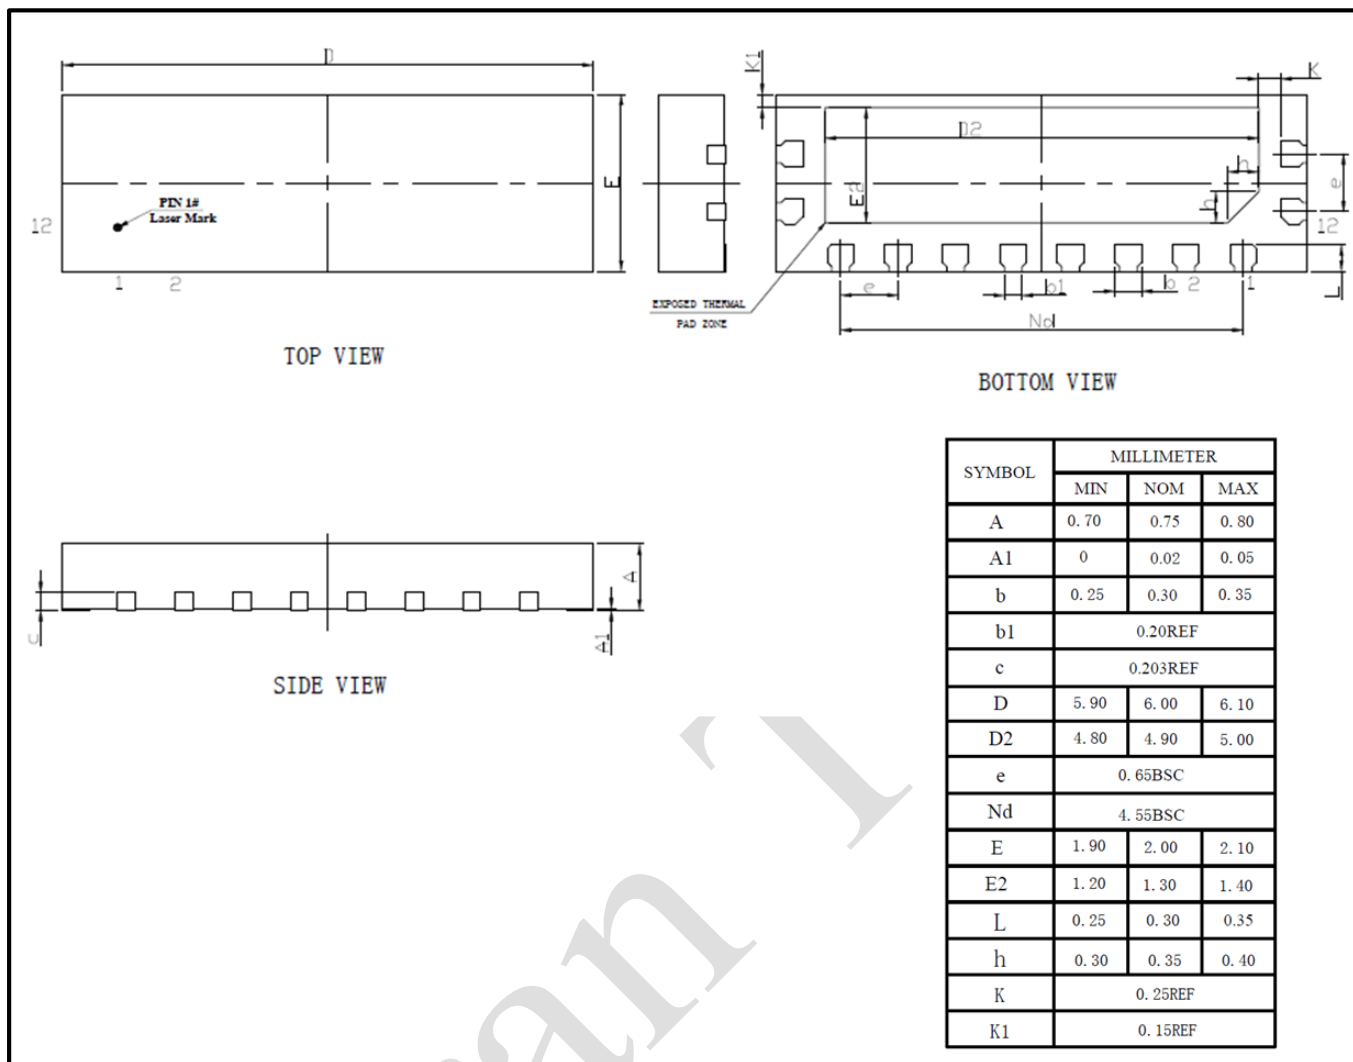 D
K1
K
D2
E
E2
h
h
e
PIN 1#
Laser Mark
12
12
1
2
e
b1
b
2
1
L
EXPOSED THERMAL
PAD ZONE
Nd
TOP VIEW
BOTTOM VIEW
A
c
A1
SIDE VIEW
SYMBOL MILLIMETER
MIN NOM MAX
A 0.70 0.75 0.80
A1 0 0.02 0.05
b 0.25 0.30 0.35
b1 0.20REF
c 0.203REF
D 5.90 6.00 6.10
D2 4.80 4.90 5.00
e 0.65BSC
Nd 4.55BSC
E 1.90 2.00 2.10
E2 1.20 1.30 1.40
L 0.25 0.30 0.35
h 0.30 0.35 0.40
K 0.25REF
K1 0.15REF
an T